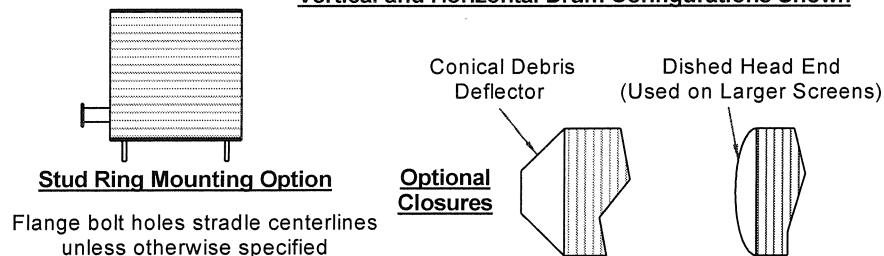 Vertical and Horizontal Drum Configurations Shown
Conical Debris
Deflector
Dished Head End
(Used on Larger Screens)
Stud Ring Mounting Option
Optional
Closures
Flange bolt holes stradle centerlines
unless otherwise specified